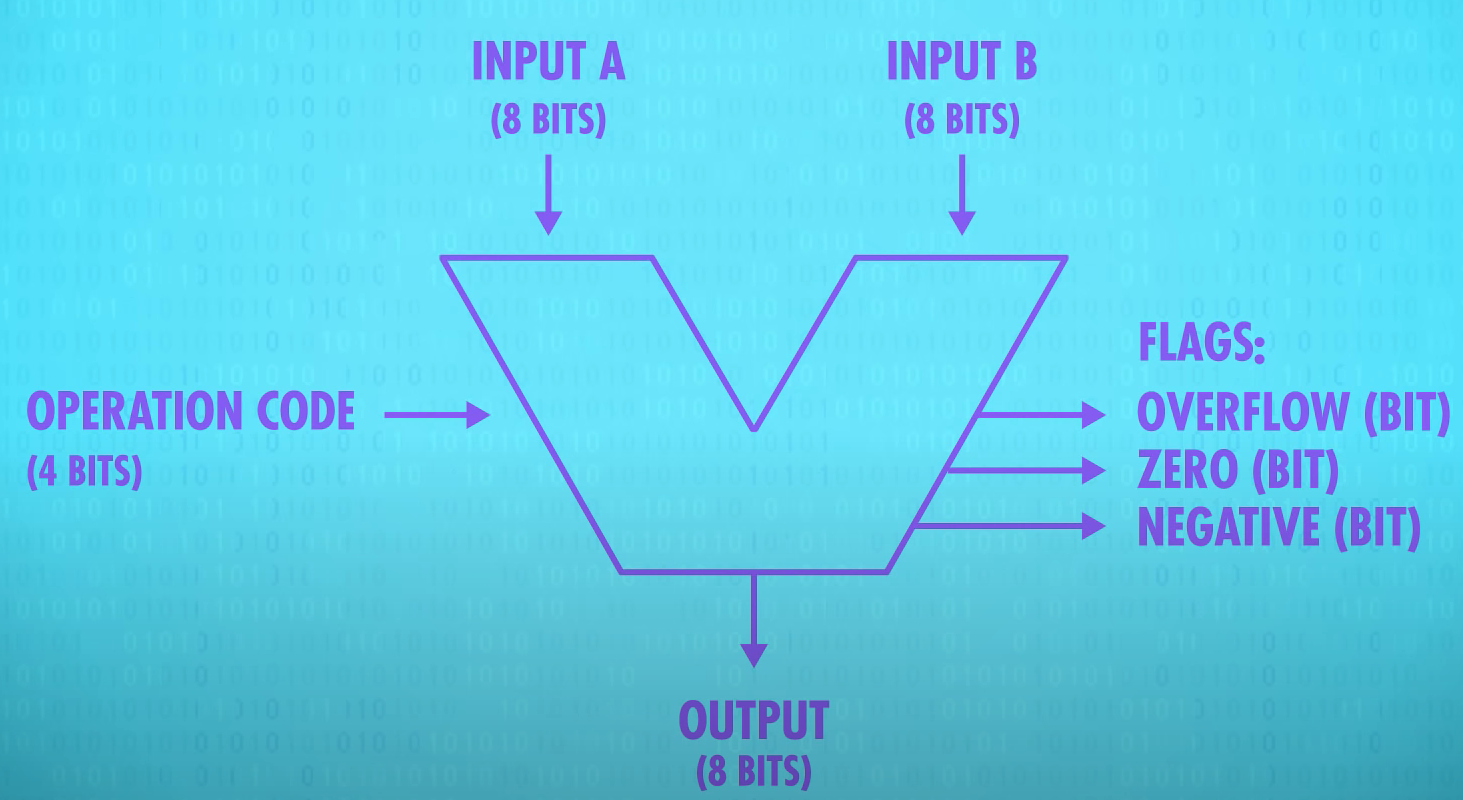 INPUT A
(8 BITS)
INPUT B
(8 BITS)
OPERATION CODE
(4 BITS)
FLAGS:
OVERFLOW (BIT)
ZERO (BIT)
NEGATIVE (BIT)
OUTPUT
(8 BITS)